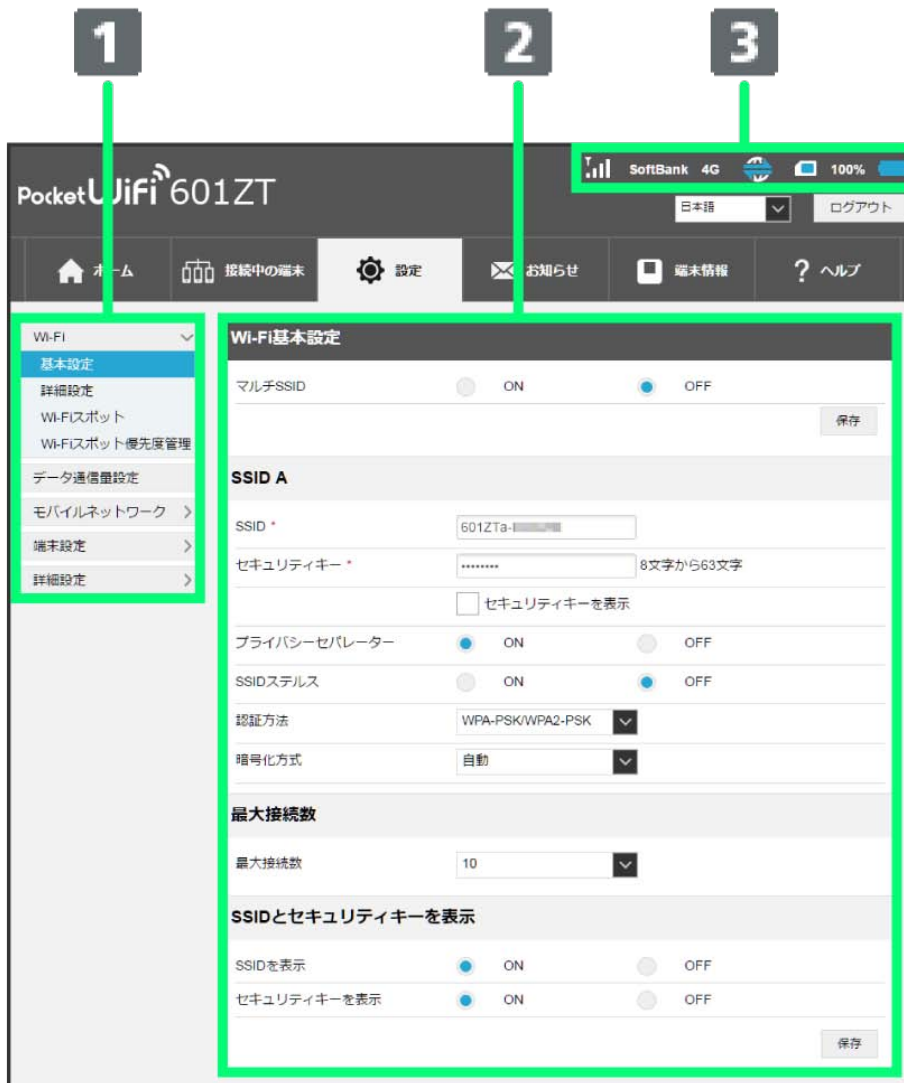 1 2 3
SoftBank 4G 100%
Pocket WiFi 601ZT
日本語 ログアウト
ホーム 接続中の端末 設定 お知らせ 端末情報 ? ヘルプ
Wi-Fi
基本設定
詳細設定
Wi-Fiスポット
Wi-Fiスポット優先度管理
データ通信量設定
モバイルネットワーク
端末設定
詳細設定
Wi-Fi基本設定
マルチSSID ON OFF
保存
SSID A
SSID * 601ZTa-
セキュリティキー * •••••••• 8文字から63文字
セキュリティキーを表示
プライバシーセパレーター ON OFF
SSIDステルス ON OFF
認証方法 WPA-PSK/WPA2-PSK
暗号化方式 自動
最大接続数
最大接続数 10
SSIDとセキュリティキーを表示
SSIDを表示 ON OFF
セキュリティキーを表示 ON OFF
保存